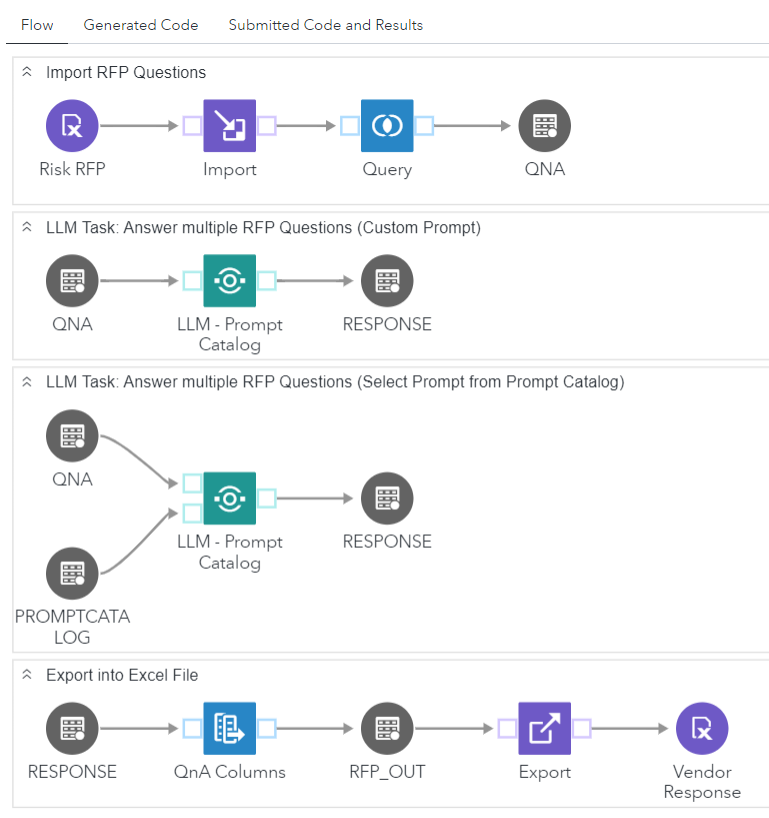 Flow Generated Code Submitted Code and Results
Import RFP Questions
Risk RFP Import Query QNA
LLM Task: Answer multiple RFP Questions (Custom Prompt)
QNA LLM - Prompt RESPONSE
Catalog
LLM Task: Answer multiple RFP Questions (Select Prompt from Prompt Catalog)
QNA
LLM - Prompt RESPONSE
Catalog
PROMPTCATA
LOG
Export into Excel File
RESPONSE QnA Columns RFP_OUT Export Vendor
Response